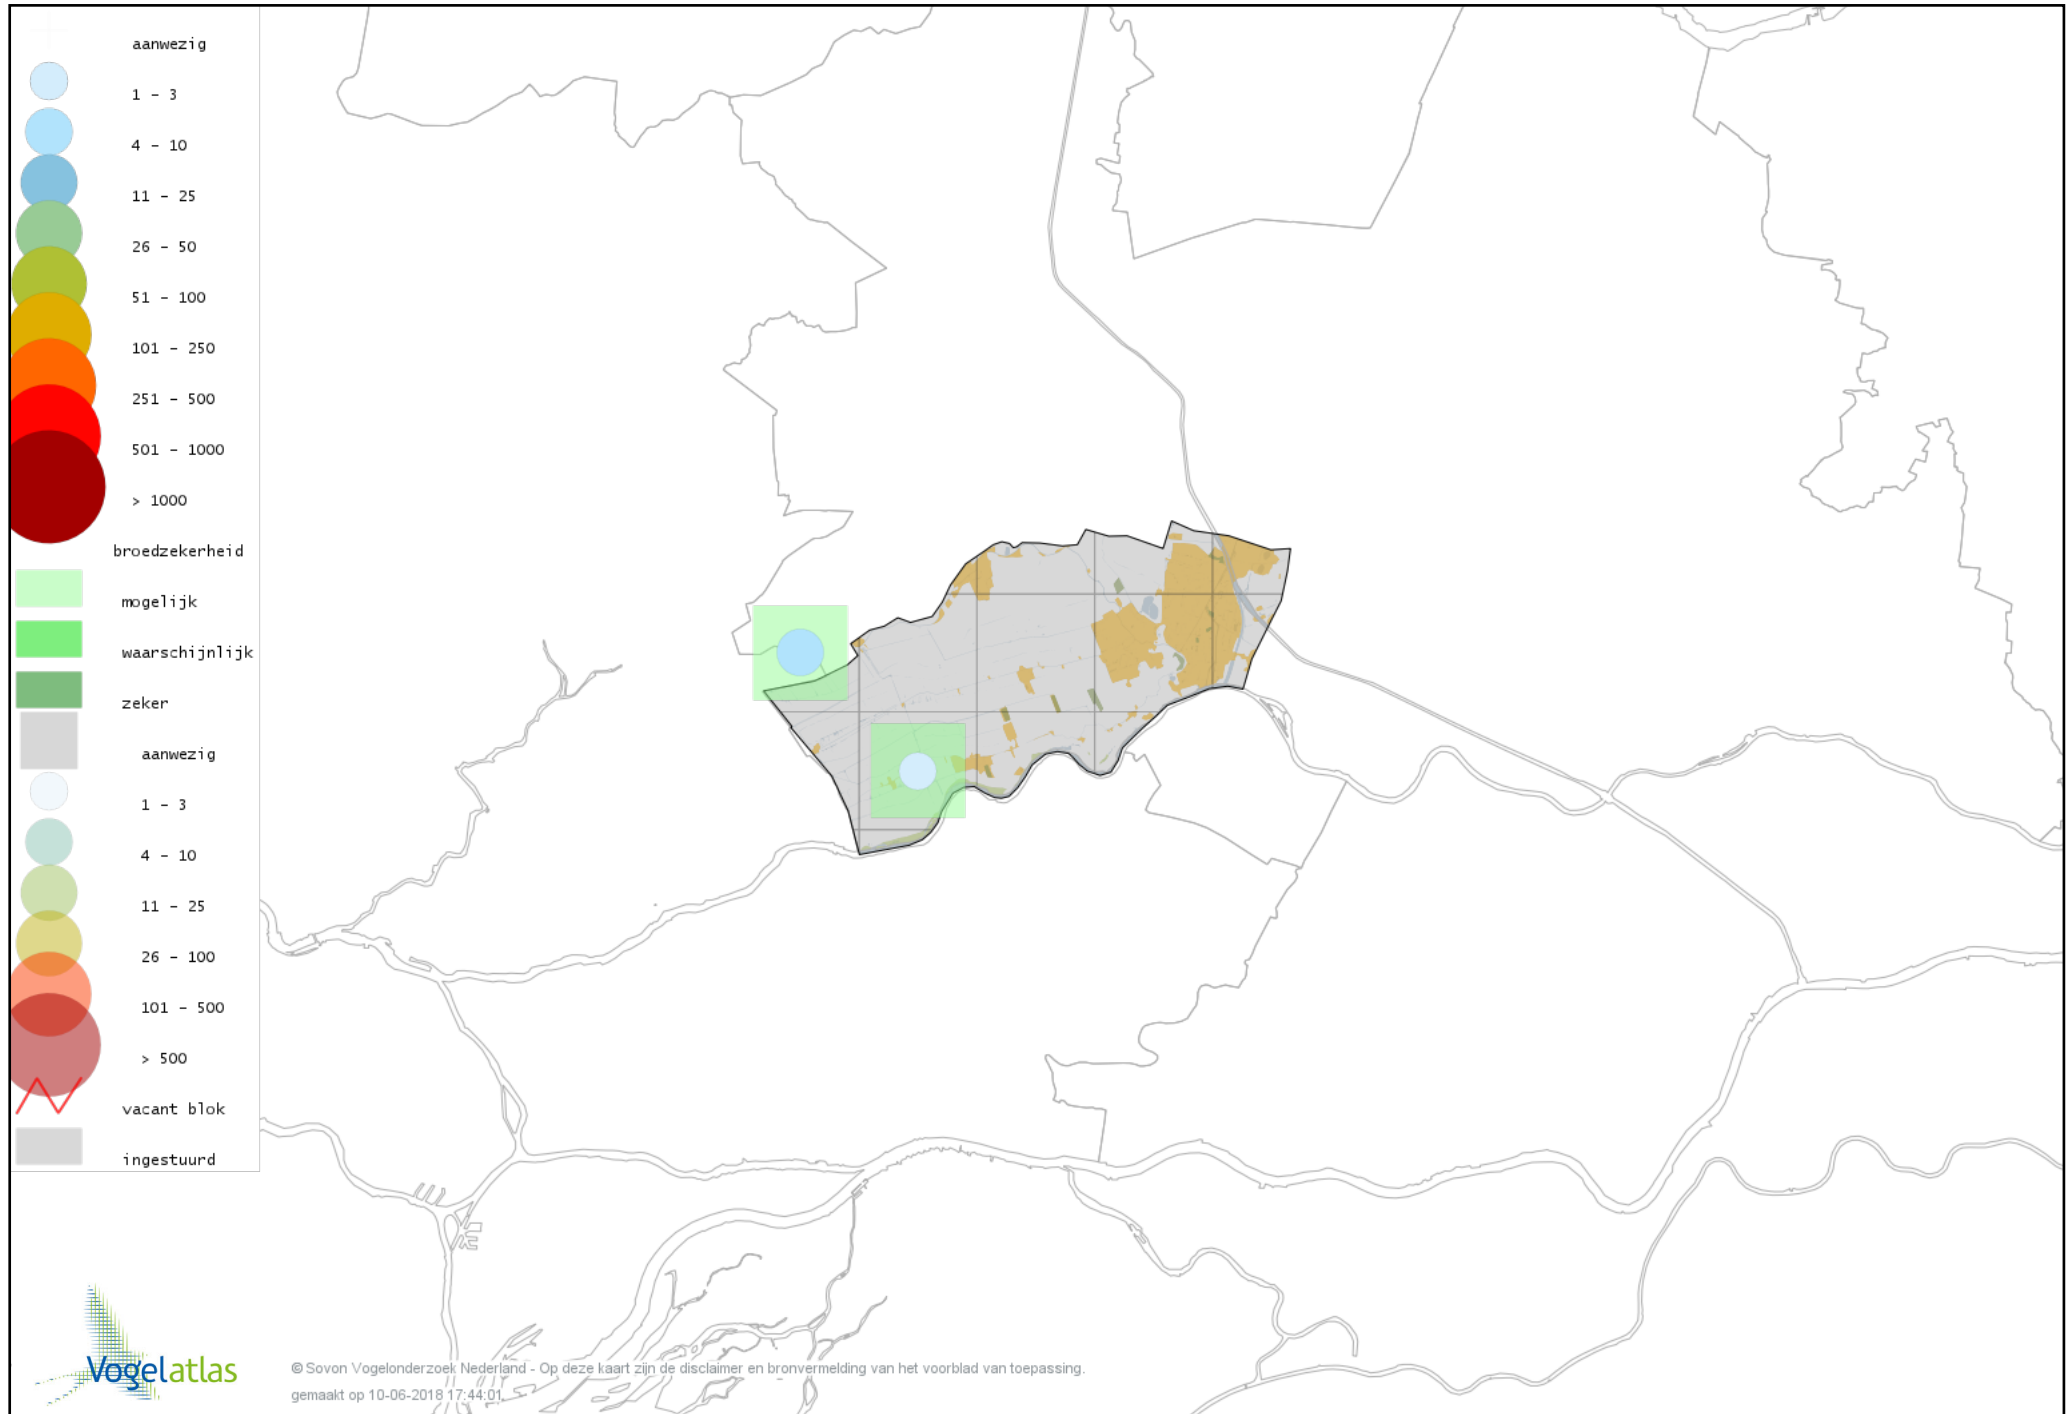 aanwezig
1 - 3
4 - 10
11 - 25
26 - 50
51 - 100
101 - 250
251 - 500
501 - 1000
> 1000
broedzekerheid
mogelijk
waarschijnlijk
zeker
aanwezig
1 - 3
4 - 10
11 - 25
26 - 100
101 - 500
> 500
vacant blok
ingestuurd
Vogelatlas
© Sovon Vogelonderzoek Nederland - Op deze kaart zijn de disclaimer en bronvermelding van het voorblad van toepassing.
gemaakt op 10-06-2018 17:44:01